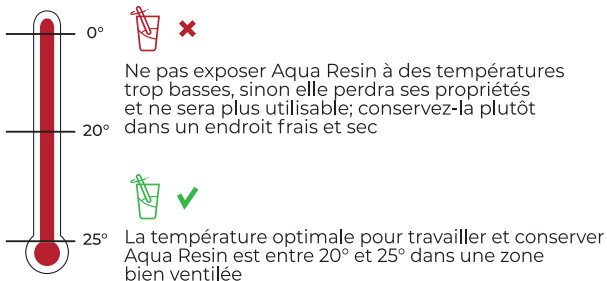 0°
Ne pas exposer Aqua Resin à des températures
trop basses, sinon elle perdra ses propriétés
et ne sera plus utilisable; conservez-la plutôt
dans un endroit frais et sec
20°
25°
La température optimale pour travailler et conserver
Aqua Resin est entre 20° et 25° dans une zone
bien ventilée